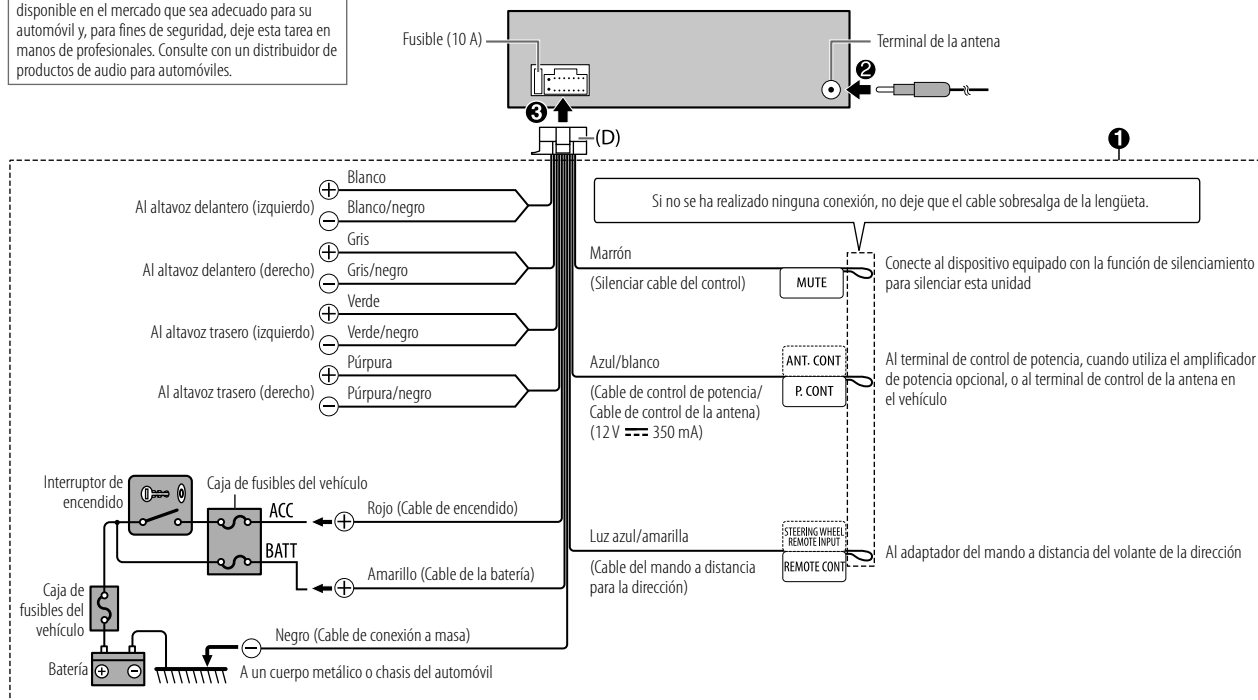 disponible en el mercado que sea adecuado para su
automóvil y, para fines de seguridad, deje esta tarea en
manos de profesionales. Consulte con un distribuidor de
productos de audio para automóviles.
Fusible (10 A)
Terminal de la antena
2
3
(D)
1
Blanco
Al altavoz delantero (izquierdo)
Blanco/negro
Gris
Al altavoz delantero (derecho)
Gris/negro
Verde
Al altavoz trasero (izquierdo)
Verde/negro
Púrpura
Al altavoz trasero (derecho)
Púrpura/negro
Si no se ha realizado ninguna conexión, no deje que el cable sobresalga de la lengüeta.
Marrón
(Silenciar cable del control)
MUTE
Conecte al dispositivo equipado con la función de silenciamiento
para silenciar esta unidad
Azul/blanco
(Cable de control de potencia/
Cable de control de la antena)
(12 V 350 mA)
ANT. CONT
P. CONT
Al terminal de control de potencia, cuando utiliza el amplificador
de potencia opcional, o al terminal de control de la antena en
el vehículo
Interruptor de
encendido
Caja de fusibles del vehículo
ACC
Rojo (Cable de encendido)
BATT
Amarillo (Cable de la batería)
Luz azul/amarilla
(Cable del mando a distancia
para la dirección)
STEERING WHEEL
REMOTE INPUT
REMOTE CONT
Al adaptador del mando a distancia del volante de la dirección
Caja de
fusibles del
vehículo
Negro (Cable de conexión a masa)
Batería
A un cuerpo metálico o chasis del automóvil